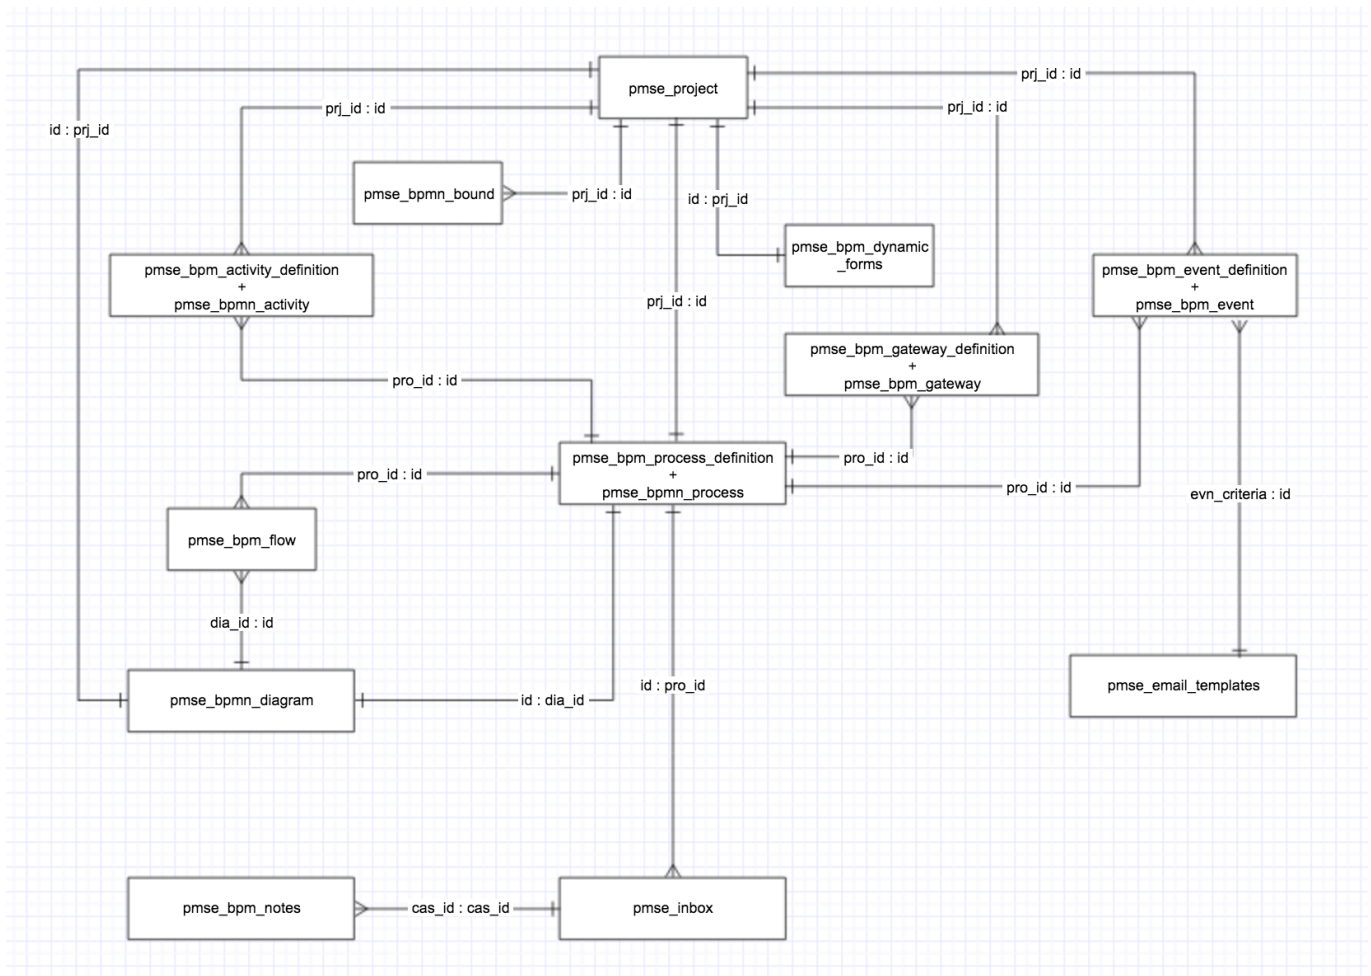 pmse_project
prj_id : id
prj_id : id
prj_id : id
id : prj_id
pmse_bpmn_bound
prj_id : id
id : prj_id
pmse_bpm_dynamic
_forms
pmse_bpm_activity_definition
+
pmse_bpmn_activity
pmse_bpm_event_definition
+
pmse_bpm_event
prj_id : id
pmse_bpm_gateway_definition
+
pmse_bpm_gateway
pro_id : id
pmse_bpm_process_definition
+
pmse_bpmn_process
pro_id : id
pro_id : id
pro_id : id
evn_criteria : id
pmse_bpm_flow
dia_id : id
id : pro_id
pmse_email_templates
pmse_bpmn_diagram
id : dia_id
pmse_bpm_notes
cas_id : cas_id
pmse_inbox